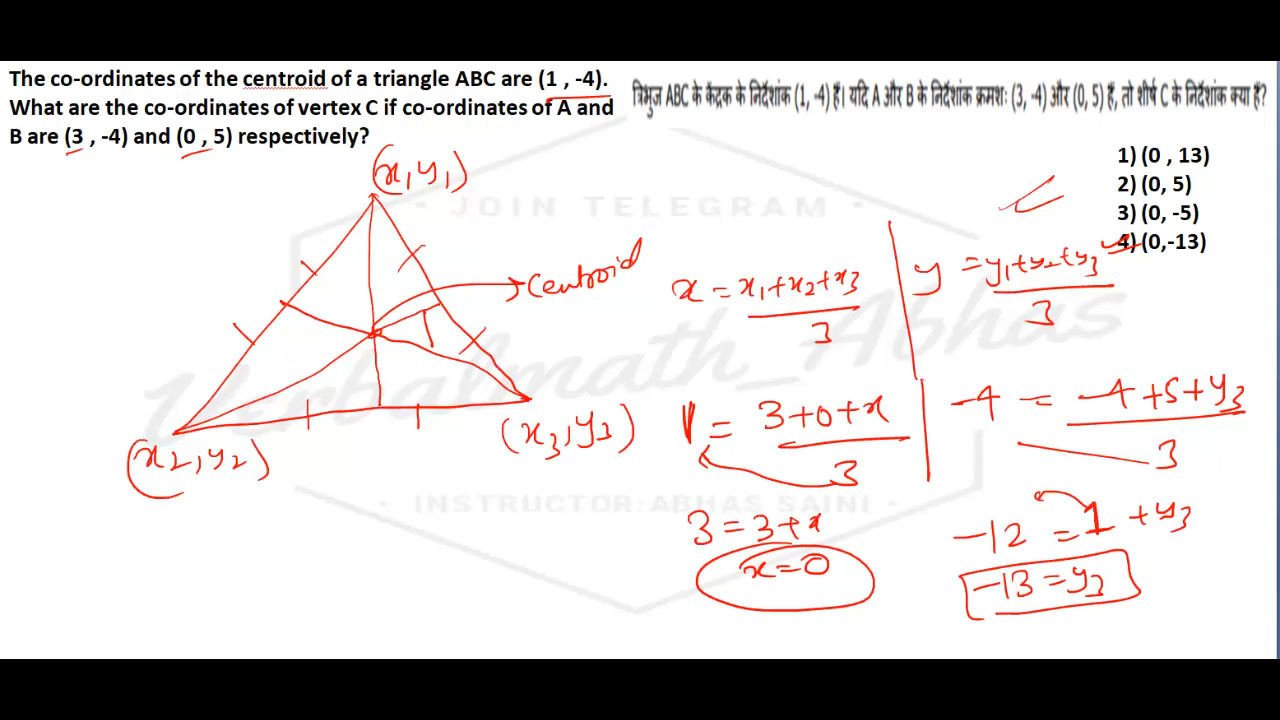 The co-ordinates of the centroid of a triangle ABC are (1 , -4).
What are the co-ordinates of vertex C if co-ordinates of A and
B are (3 , -4) and (0 , 5) respectively?
त्रिभुज ABC के केंद्रक के निर्देशांक (1, -4) हैं। यदि A और B के निर्देशांक क्रमशः (3, -4) और (0, 5) हैं, तो शीर्ष C के निर्देशांक क्या हैं?
1) (0 , 13)
2) (0, 5)
3) (0, -5)
4) (0,-13)
- JOIN TELEGRAM -
Verbalmath_Abhas
- INSTRUCTOR:ABHAS SAINI -
(x₁,y₁)
Centroid
(x₂,y₂)
(x₃,y₃)
x = x₁+x₂+x₃
3
1 = 3+0+x
3
3 = 3+x
x=0
y = y₁+y₂+y₃
3
-4 = -4+5+y₃
3
-12 = 1 +y₃
-13 = y₃